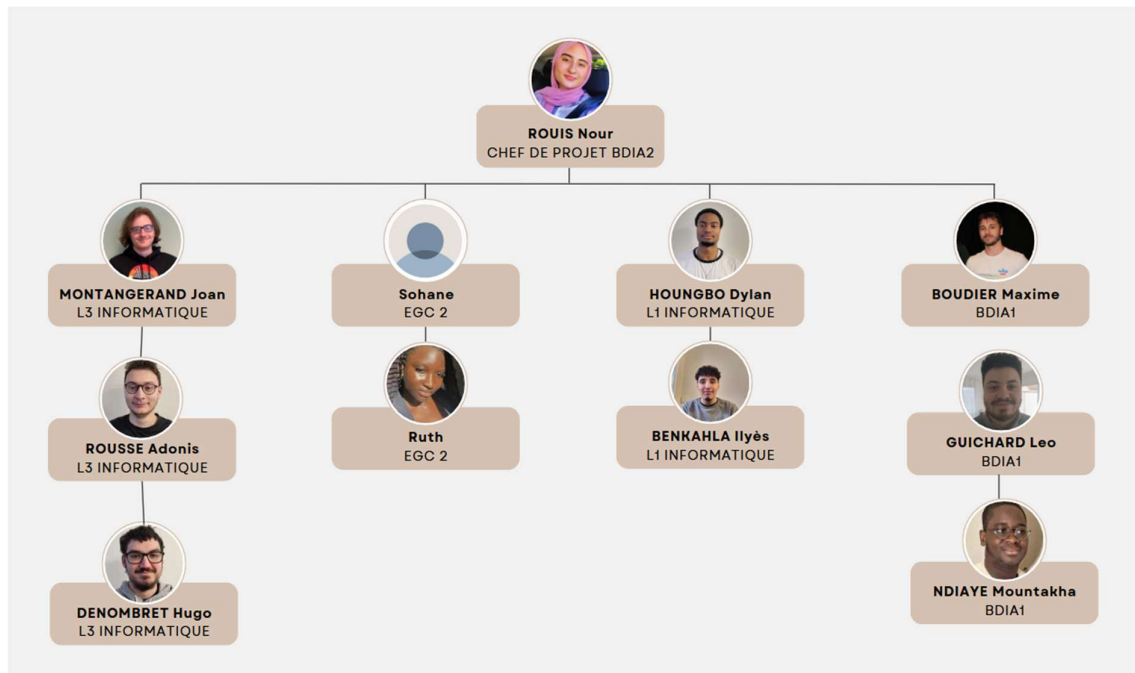 ROUIS Nour
CHEF DE PROJET BDIA2
MONTANGERAND Joan
L3 INFORMATIQUE
Sohane
EGC 2
HOUNGBO Dylan
L1 INFORMATIQUE
BOUDIER Maxime
BDIA1
ROUSSE Adonis
L3 INFORMATIQUE
Ruth
EGC 2
BENKAHLA Ilyès
L1 INFORMATIQUE
GUICHARD Leo
BDIA1
DENOMBRET Hugo
L3 INFORMATIQUE
NDIAYE Mountakha
BDIA1